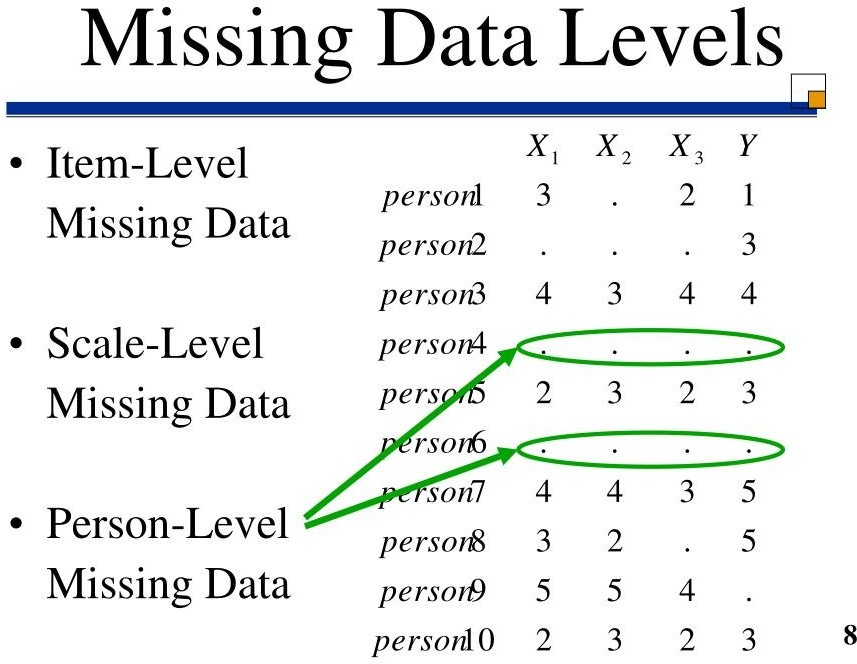 Missing Data Levels
• Item-Level
Missing Data
• Scale-Level
Missing Data
• Person-Level
Missing Data
X1 X2 X3 Y
person1 3 . 2 1
person2 . . . 3
person3 4 3 4 4
person4 . . . .
person5 2 3 2 3
person6 . . . .
person7 4 4 3 5
person8 3 2 . 5
person9 5 5 4 .
person10 2 3 2 3
8